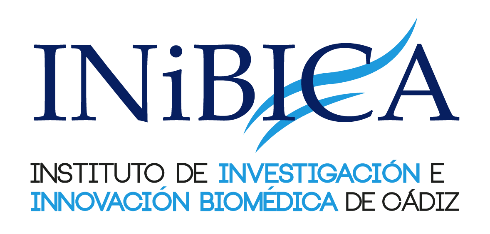 INiBICA
INSTITUTO DE INVESTIGACIÓN E
INNOVACIÓN BIOMÉDICA DE CÁDIZ